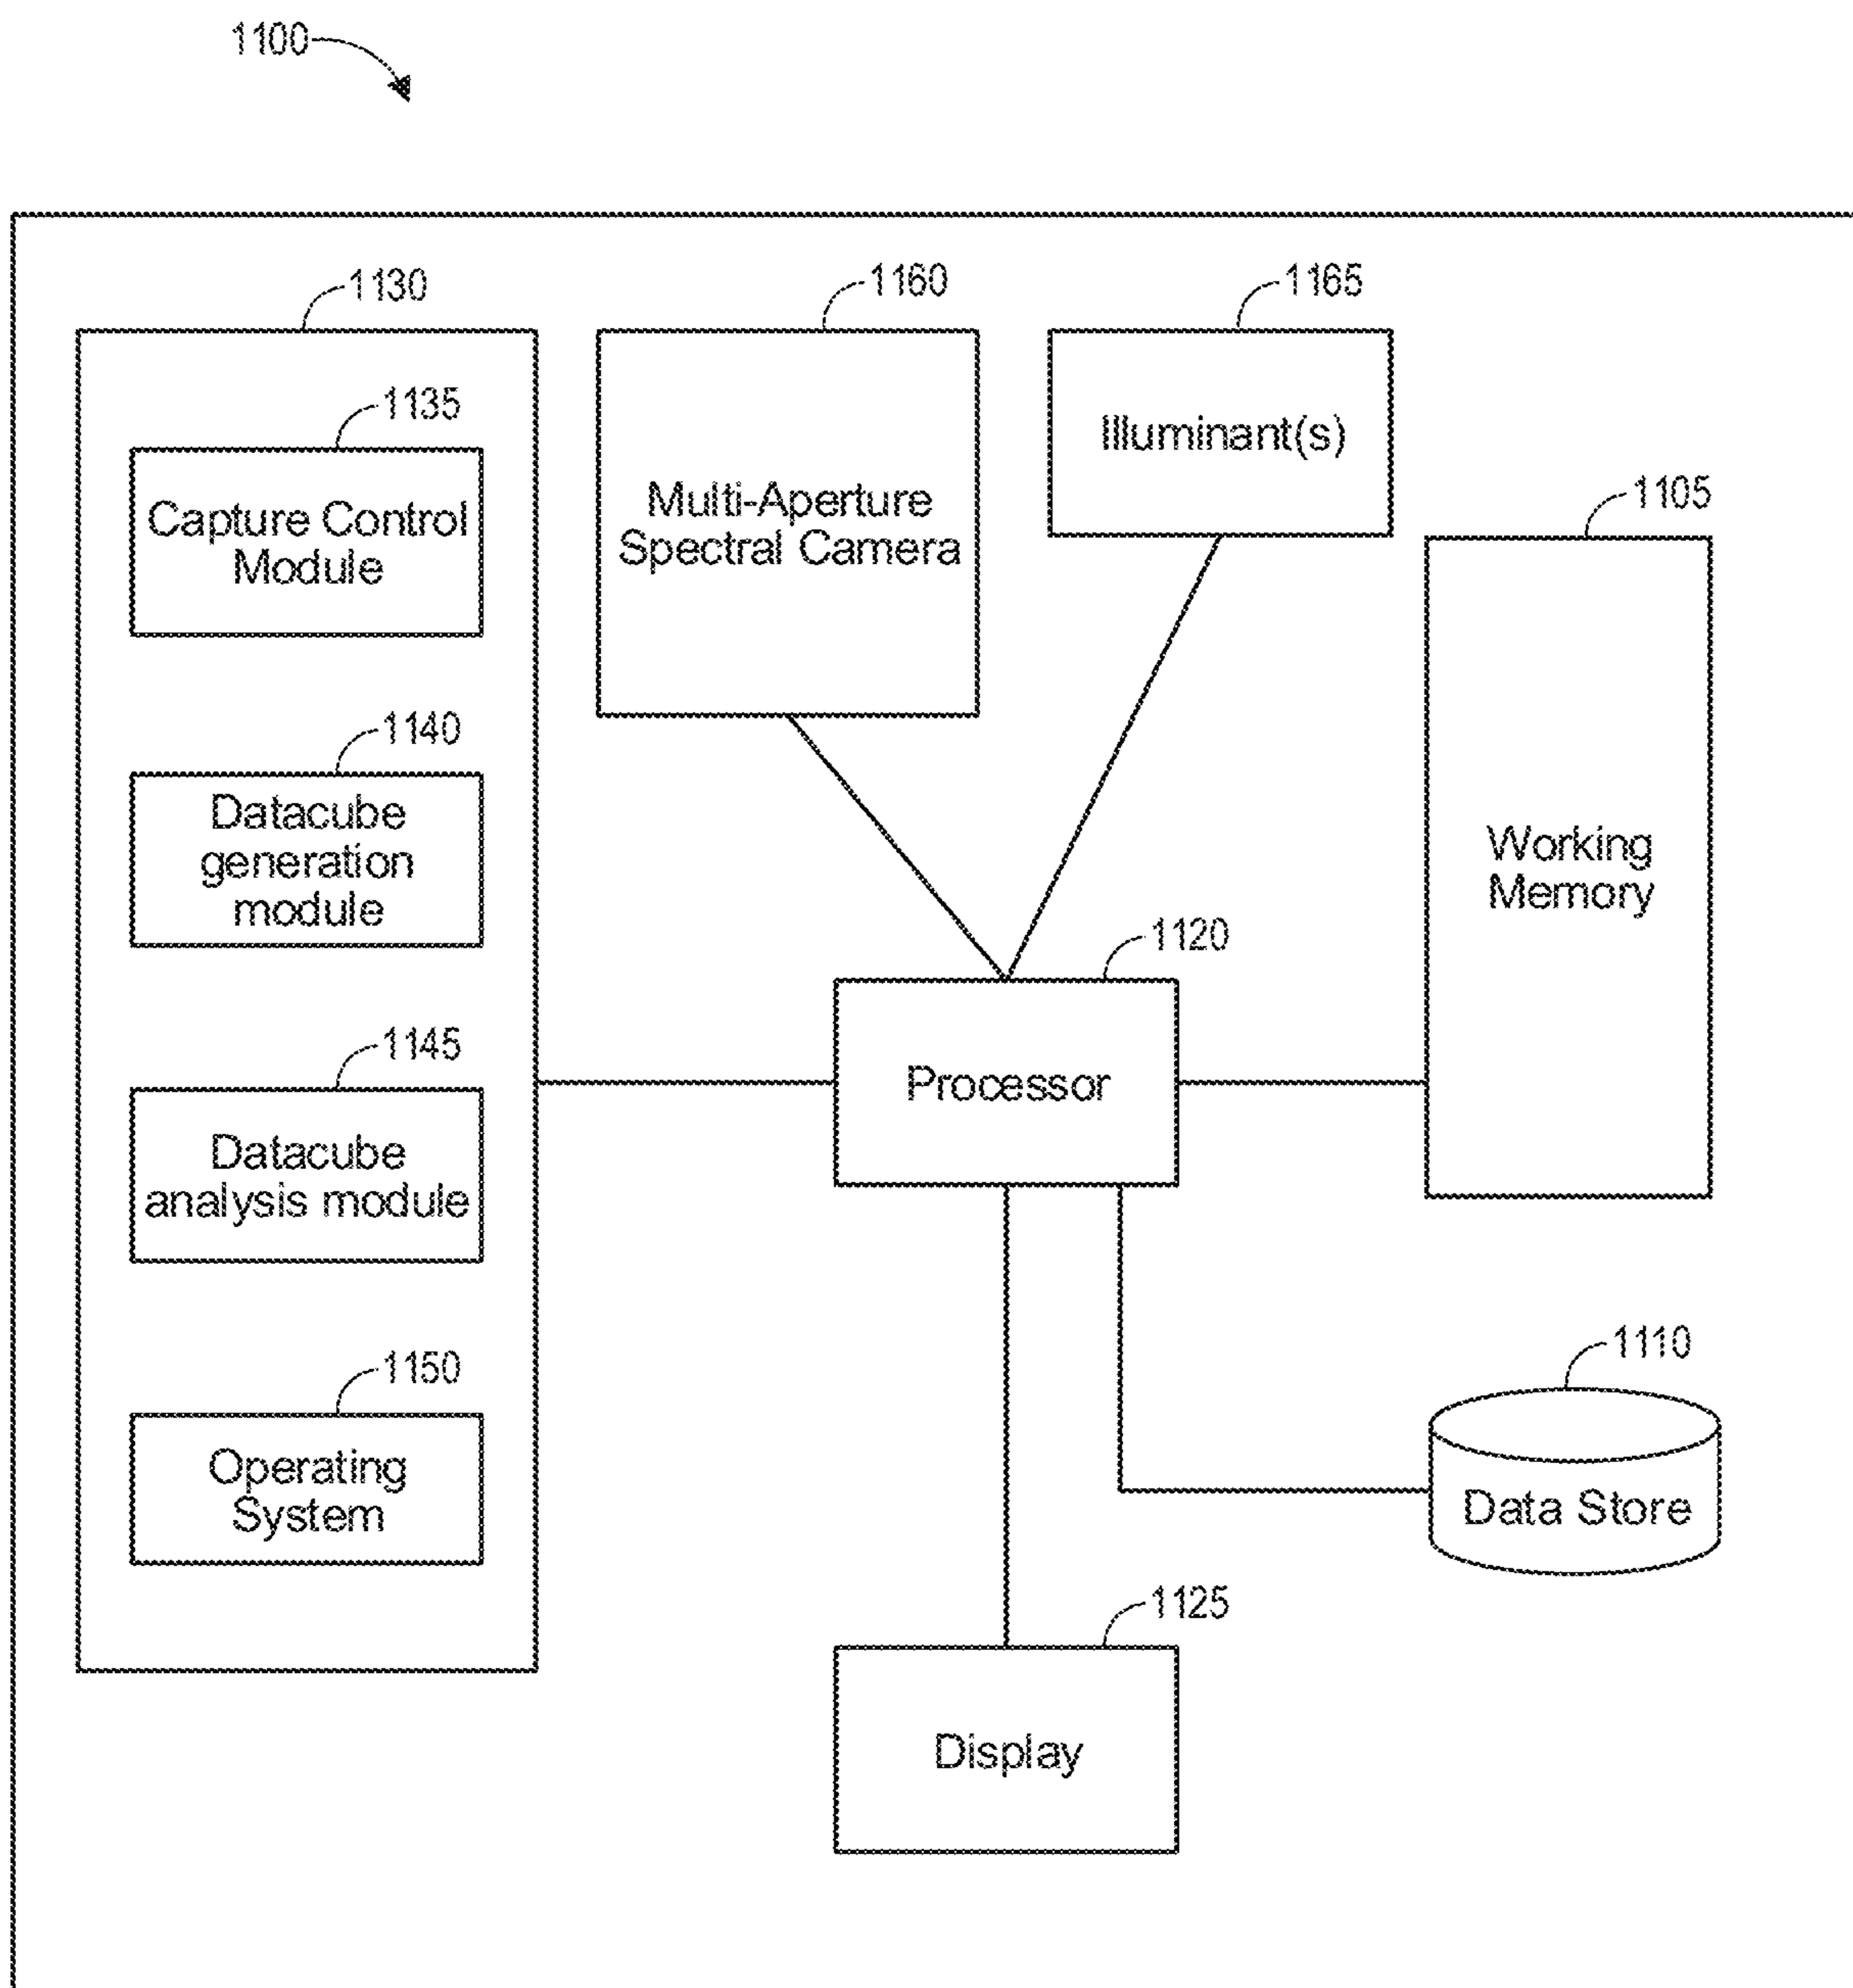 1100
1130
1160
1165
1135
1105
Capture Control
Module
Multi-Aperture
Spectral Camera
Illuminant(s)
1140
Datacube
generation
module
Working
Memory
1120
1145
Processor
Datacube
analysis module
1150
1110
Operating
System
Data Store
1125
Display